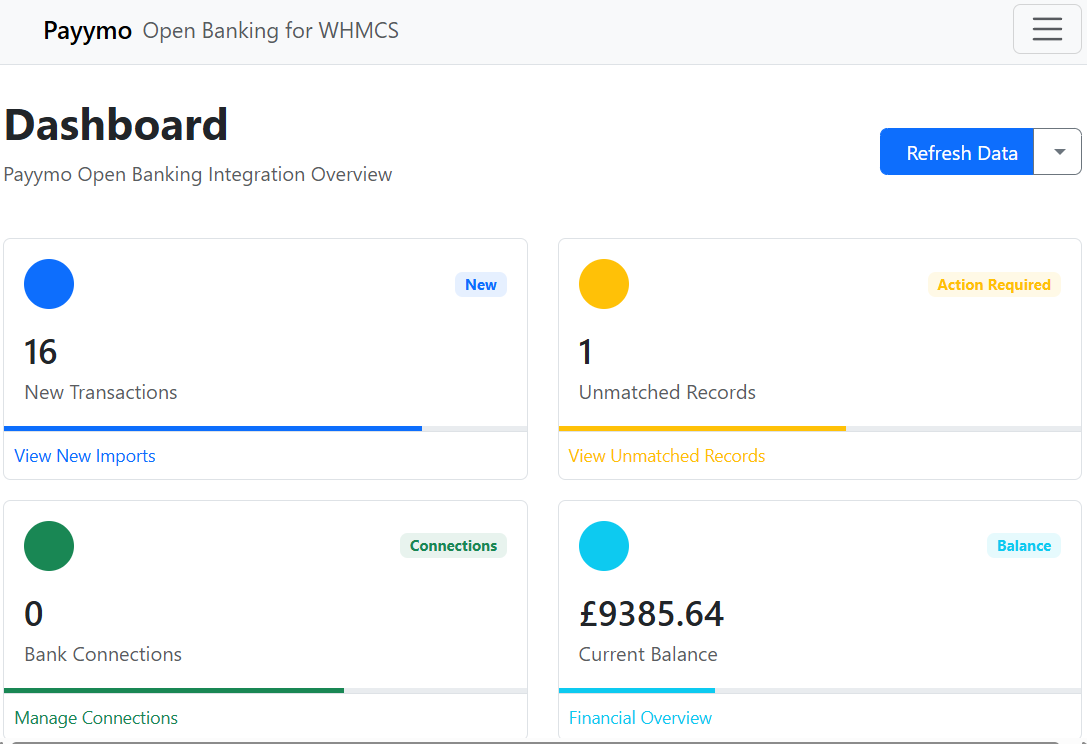 Payymo Open Banking for WHMCS
Dashboard
Payymo Open Banking Integration Overview
Refresh Data
New
16
New Transactions
View New Imports
Action Required
1
Unmatched Records
View Unmatched Records
Connections
0
Bank Connections
Manage Connections
Balance
£9385.64
Current Balance
Financial Overview